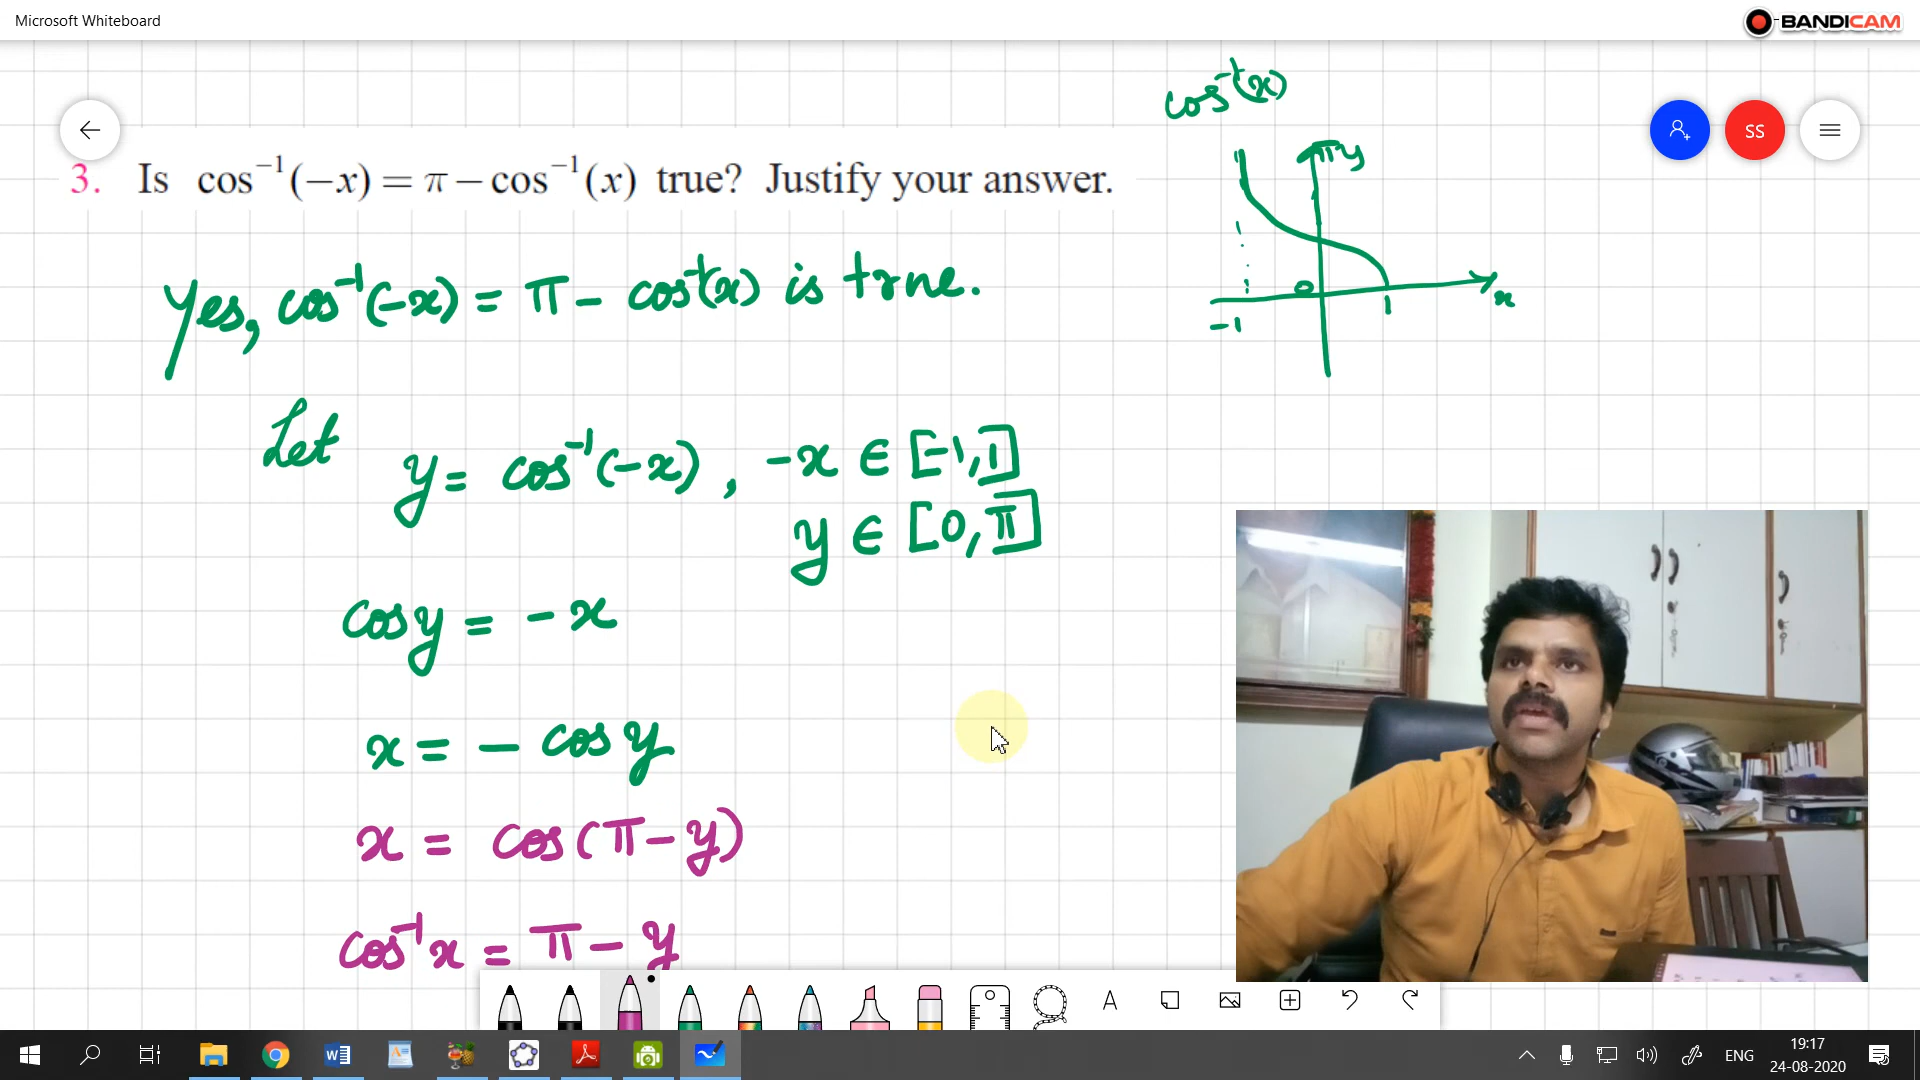 Microsoft Whiteboard
BANDICAM
cos⁻¹(x)
3. Is cos⁻¹(−x) = π − cos⁻¹(x) true? Justify your answer.
SS
π y
0
x
-1
1
Yes, cos⁻¹(-x) = π - cos⁻¹(x) is true.
Let y = cos⁻¹(-x), -x ∈ [-1,1]
y ∈ [0, π]
cos y = -x
x = - cos y
x = cos(π - y)
cos⁻¹x = π - y
A
W
ENG
19:17
24-08-2020